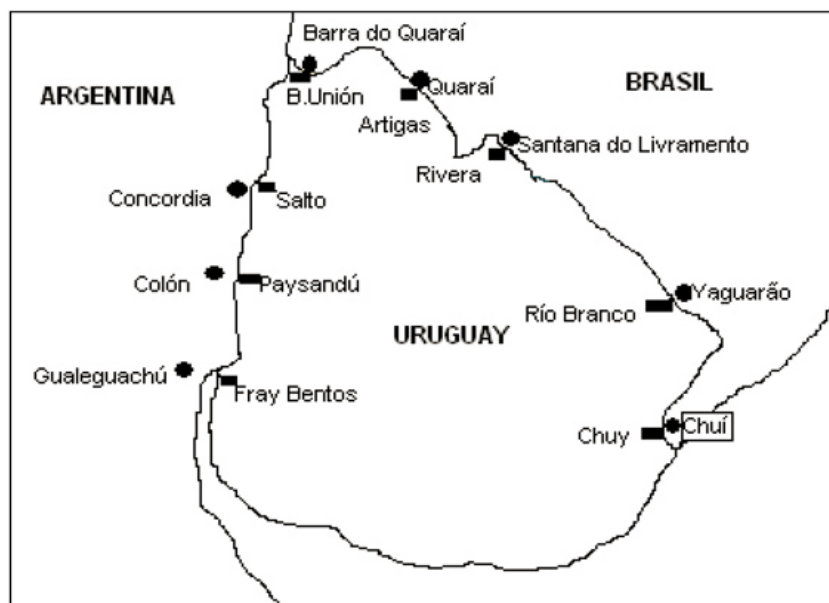 Barra do Quaraí
ARGENTINA
BRASIL
B.Unión
Quaraí
Artigas
Santana do Livramento
Rivera
Concordia
Salto
Colón
Paysandú
Yaguarão
Río Branco
URUGUAY
Gualeguachú
Fray Bentos
Chuy
Chuí